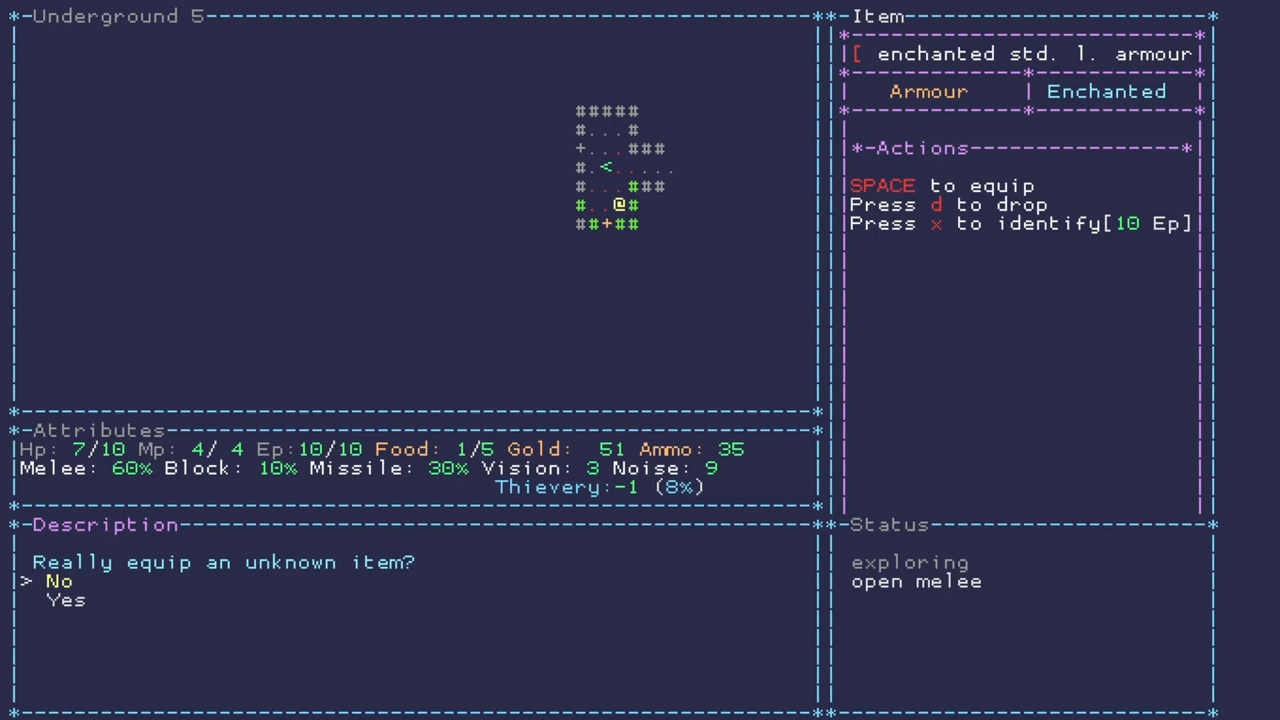 Underground 5
#####
#...#
+...###
#.<.....
#...####
#..@#
##+##
Attributes
Hp: 7/10 Mp: 4/ 4 Ep:10/10 Food: 1/5 Gold:  51 Ammo: 35
Melee: 60% Block: 10% Missile: 30% Vision: 3 Noise: 9
Thievery:-1 (8%)
Description
Really equip an unknown item?
> No
Yes
Item
[ enchanted std. l. armour
Armour | Enchanted
Actions
SPACE to equip
Press d to drop
Press x to identify[10 Ep]
Status
exploring
open melee